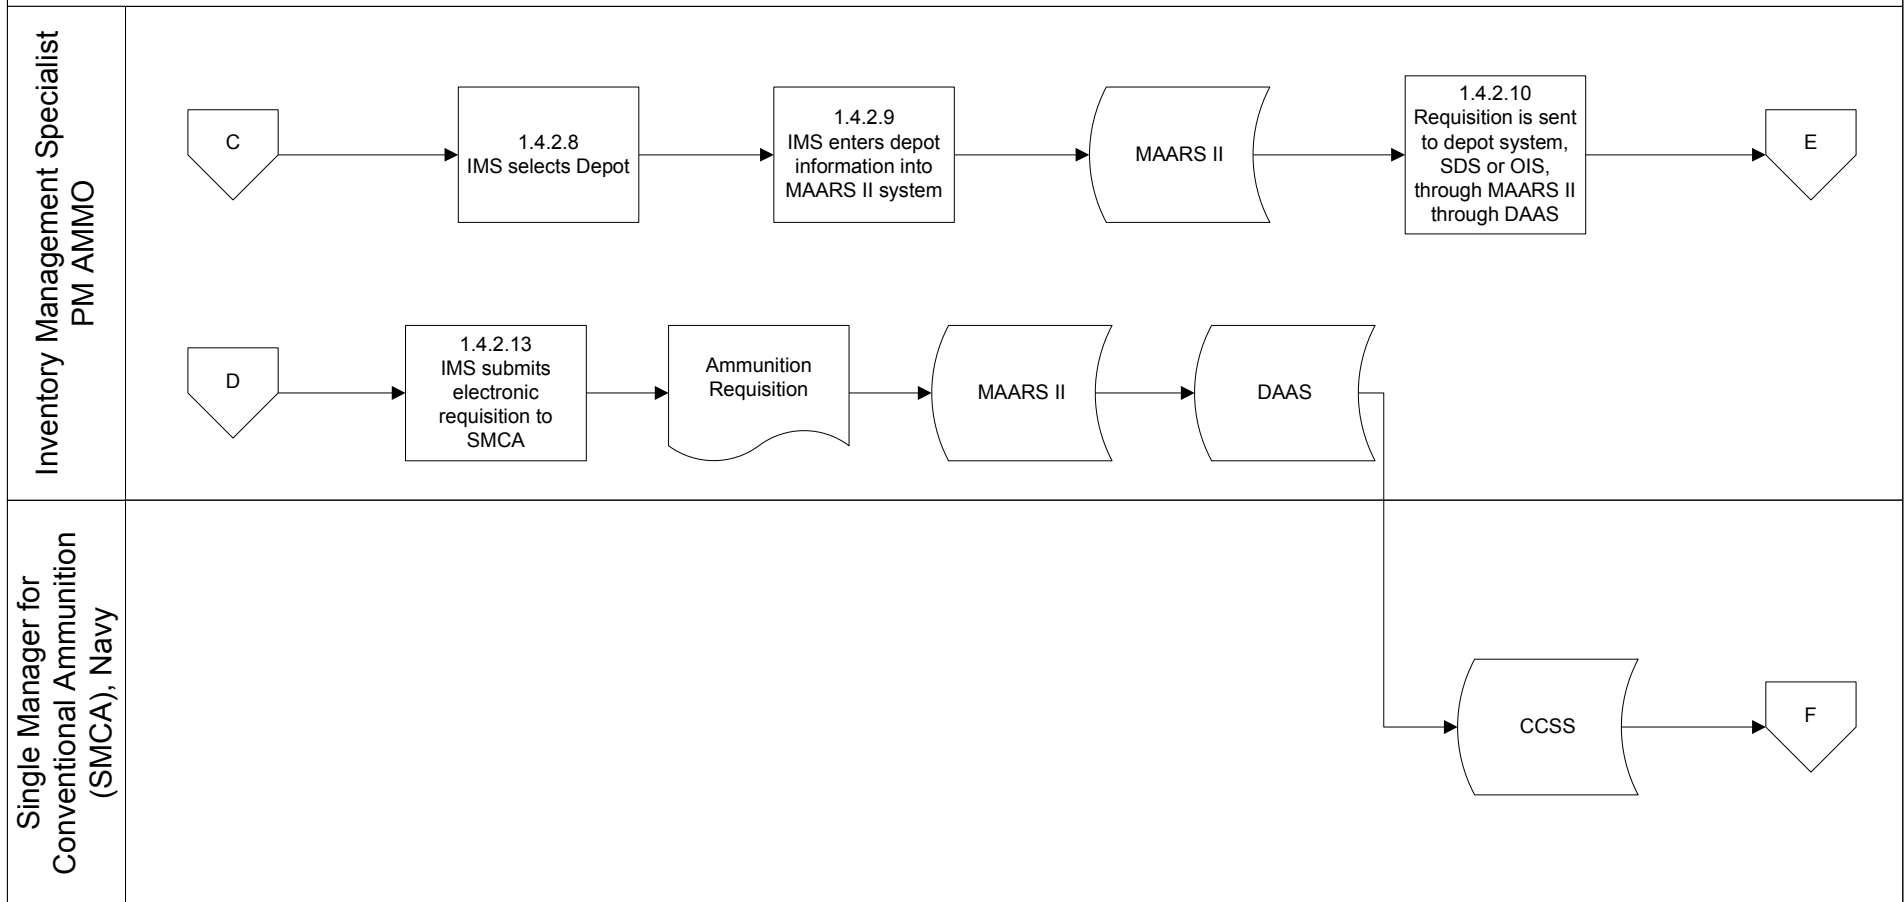 Inventory Management Specialist
PM AMMO
C
1.4.2.8
IMS selects Depot
1.4.2.9
IMS enters depot
information into
MAARS II system
MAARS II
1.4.2.10
Requisition is sent
to depot system,
SDS or OIS,
through MAARS II
through DAAS
E
D
1.4.2.13
IMS submits
electronic
requisition to
SMCA
Ammunition
Requisition
MAARS II
DAAS
Single Manager for
Conventional Ammunition
(SMCA), Navy
CCSS
F